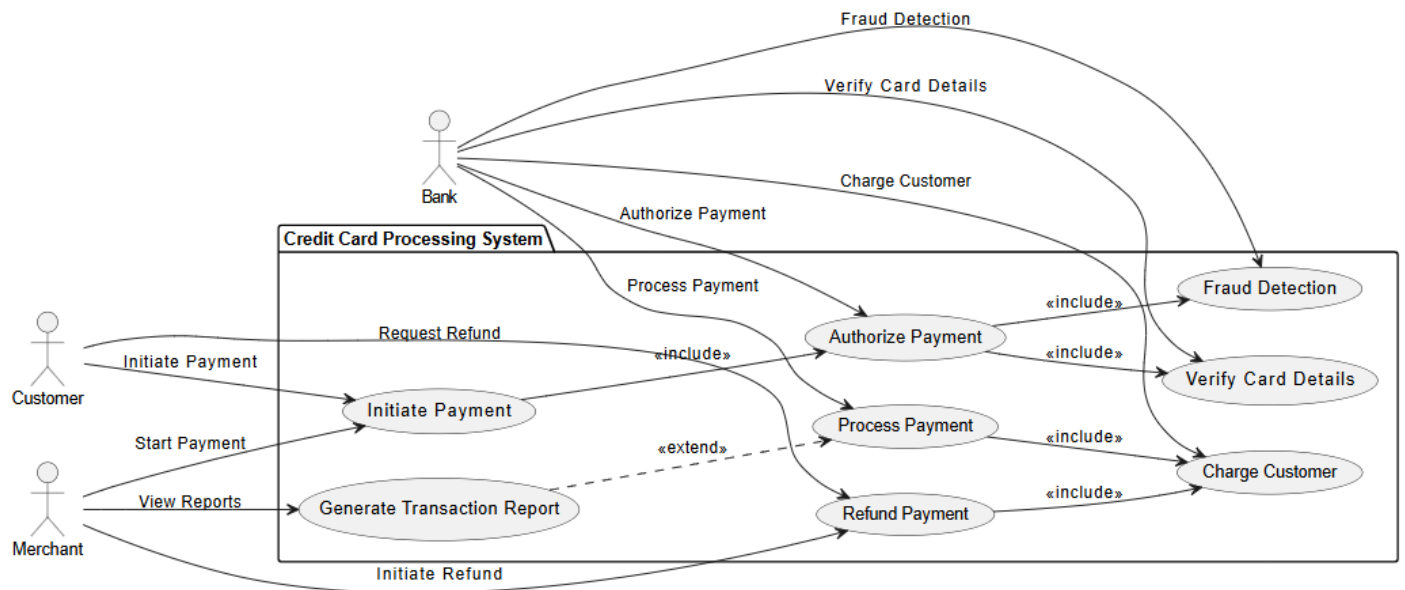 Fraud Detection
Verify Card Details
Bank
Charge Customer
Authorize Payment
Credit Card Processing System
Process Payment
Fraud Detection
«include»
Request Refund
Authorize Payment
«include»
«include»
Initiate Payment
Verify Card Details
Customer
Initiate Payment
Process Payment
«include»
Start Payment
«extend»
Charge Customer
«include»
View Reports
Generate Transaction Report
Refund Payment
Merchant
Initiate Refund